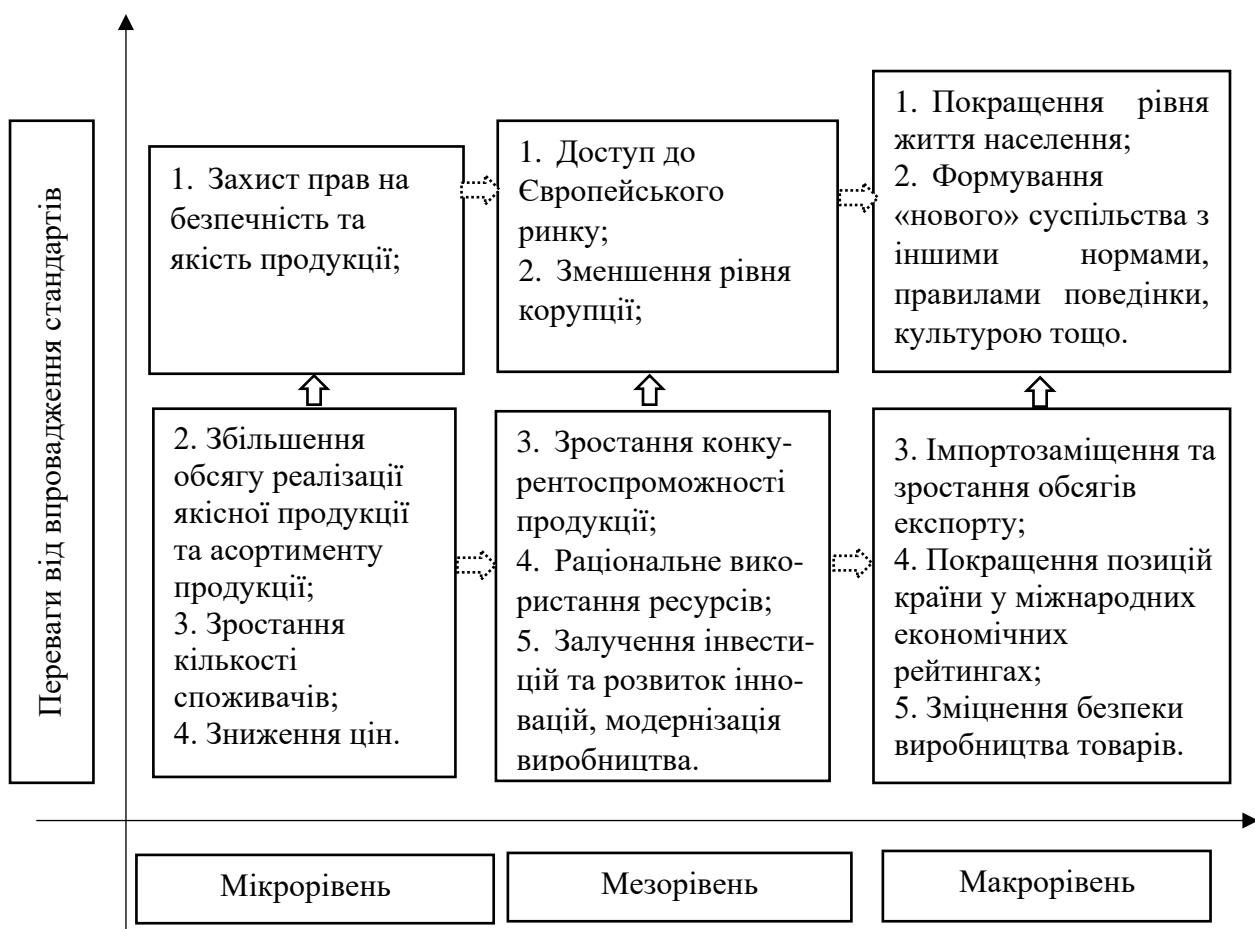 Переваги від впровадження стандартів
1. Захист прав на
безпечність та
якість продукції;
1. Доступ до
Європейського
ринку;
2. Зменшення рівня
корупції;
1. Покращення рівня
життя населення;
2. Формування
«нового» суспільства з
іншими нормами,
правилами поведінки,
культурою тощо.
2. Збільшення
обсягу реалізації
якісної продукції
та асортименту
продукції;
3. Зростання
кількості
споживачів;
4. Зниження цін.
3. Зростання конку-
рентоспроможності
продукції;
4. Раціональне вико-
ристання ресурсів;
5. Залучення інвести-
цій та розвиток інно-
вацій, модернізація
виробництва.
3. Імпортозаміщення та
зростання обсягів
експорту;
4. Покращення позицій
країни у міжнародних
економічних
рейтингах;
5. Зміцнення безпеки
виробництва товарів.
Мікрорівень
Мезорівень
Макрорівень